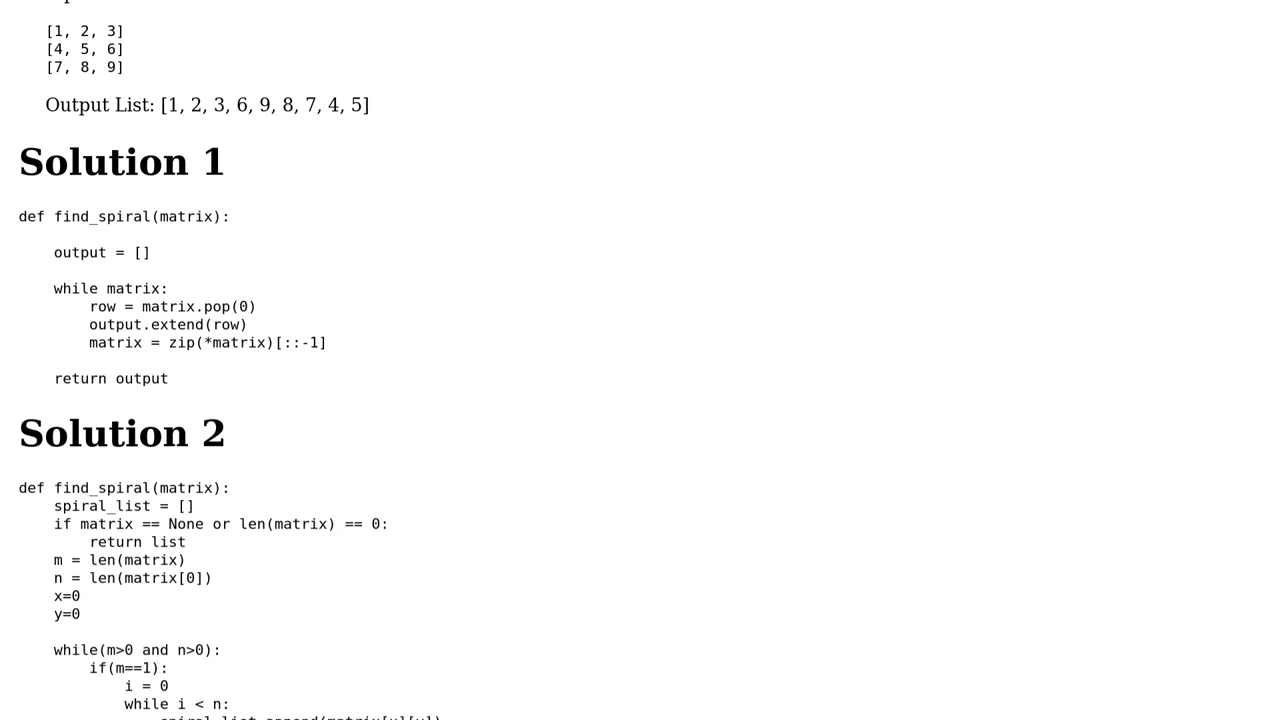 [1, 2, 3]
[4, 5, 6]
[7, 8, 9]
Output List: [1, 2, 3, 6, 9, 8, 7, 4, 5]
Solution 1
def find_spiral(matrix):
    output = []
    while matrix:
        row = matrix.pop(0)
        output.extend(row)
        matrix = zip(*matrix)[::-1]
    return output
Solution 2
def find_spiral(matrix):
    spiral_list = []
    if matrix == None or len(matrix) == 0:
        return list
    m = len(matrix)
    n = len(matrix[0])
    x=0
    y=0
    while(m>0 and n>0):
        if(m==1):
            i = 0
            while i < n: